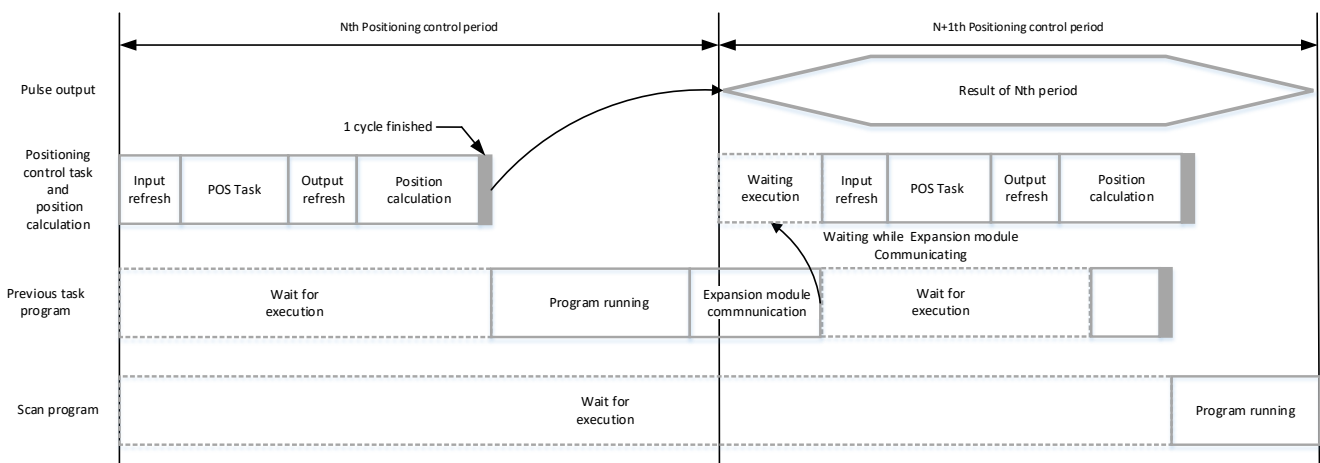 Nth Positioning control period
N+1th Positioning control period
Pulse output
Result of Nth period
1 cycle finished
Positioning
control task
and
position
calculation
Input
refresh
POS Task
Output
refresh
Position
calculation
Waiting
execution
Input
refresh
POS Task
Output
refresh
Position
calculation
Waiting while Expansion module
Communicating
Previous task
program
Wait for
execution
Program running
Expansion module
commnunication
Wait for
execution
Scan program
Wait for
execution
Program running